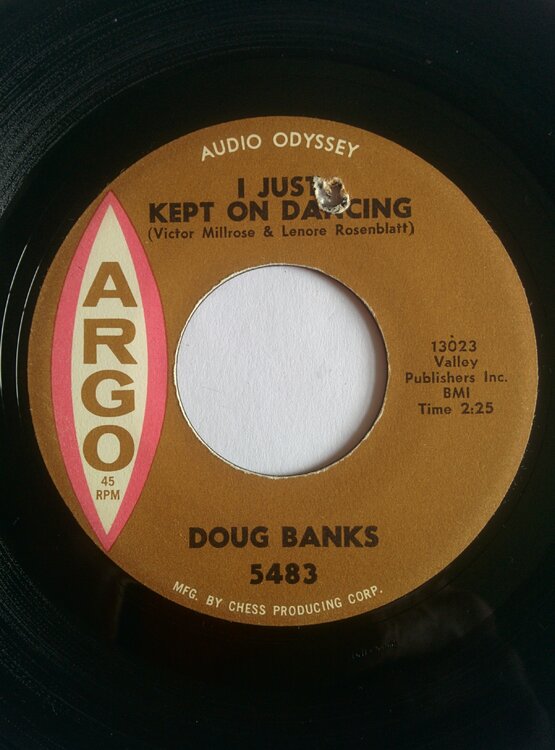 AUDIO ODYSSEY
I JUST
KEPT ON DANCING
(Victor Millrose & Lenore Rosenblatt)
ARGO
45
RPM
13023
Valley
Publishers Inc.
BMI
Time 2:25
DOUG BANKS
5483
MFG. BY CHESS PRODUCING CORP.